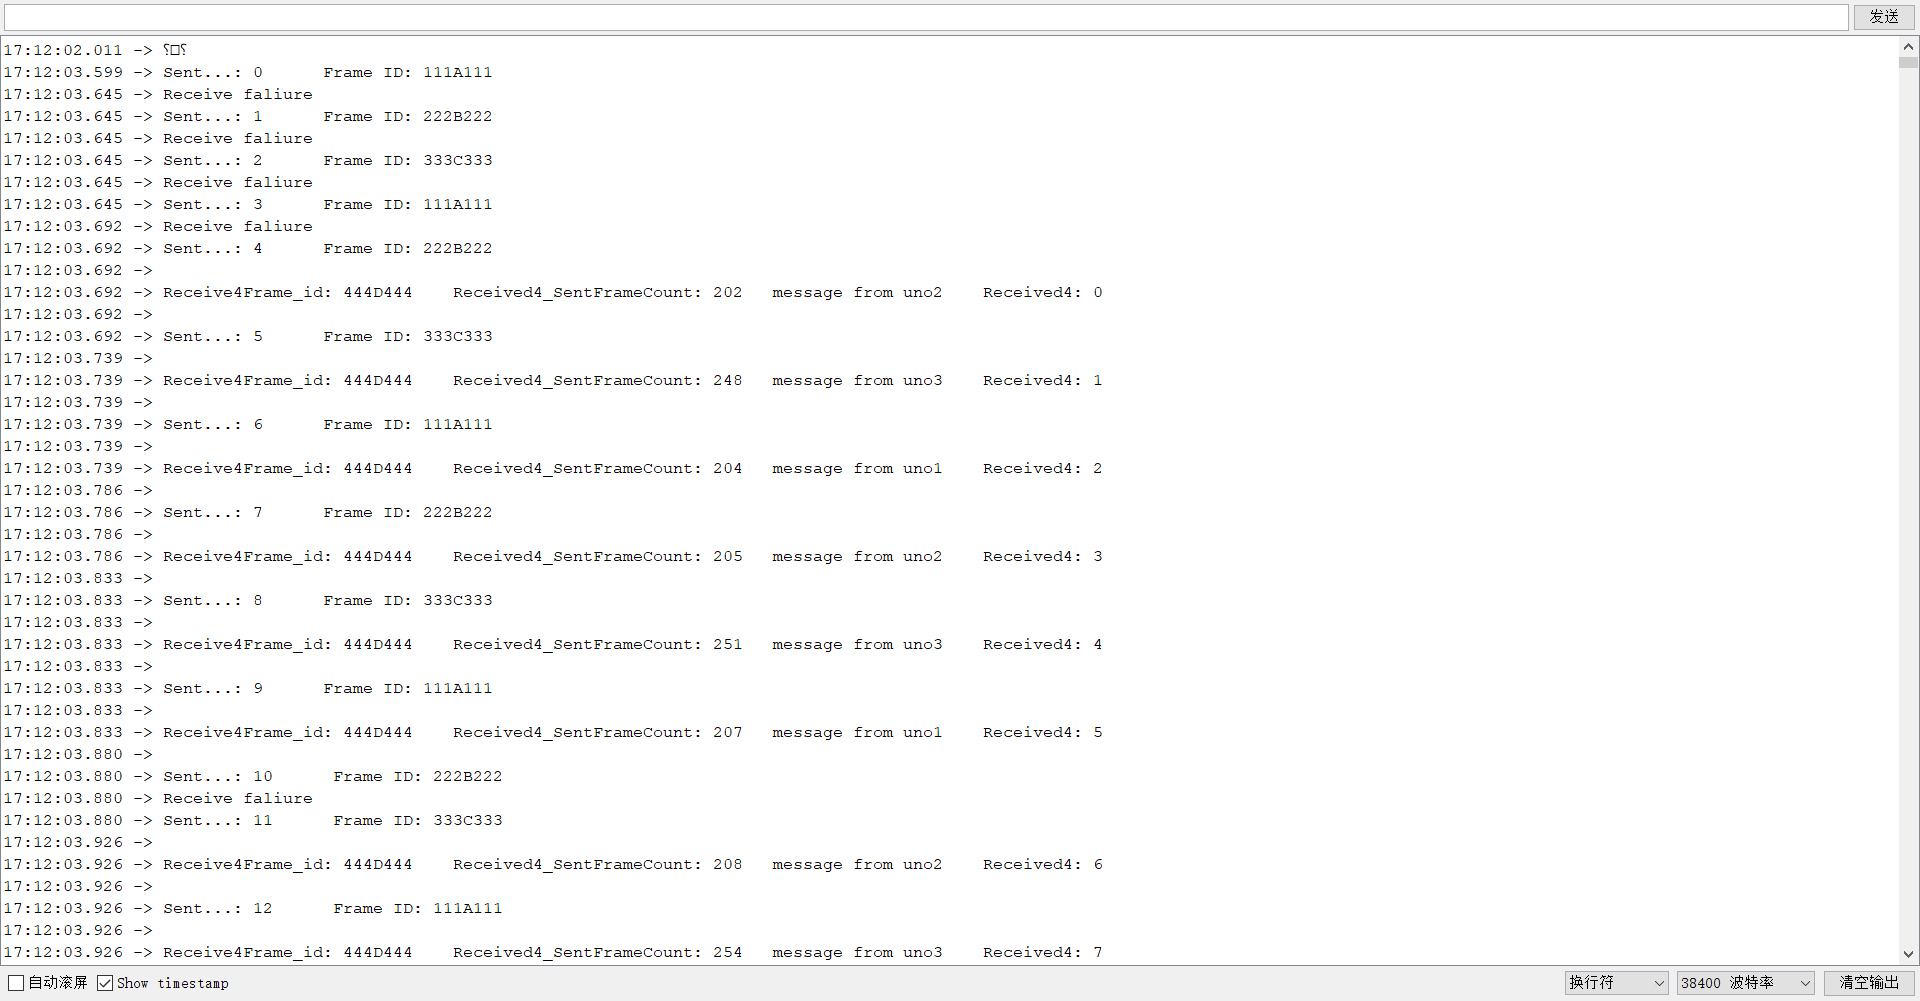 发送
17:12:02.011 -> ⸮□⸮
17:12:03.599 -> Sent...: 0      Frame ID: 111A111
17:12:03.645 -> Receive faliure
17:12:03.645 -> Sent...: 1      Frame ID: 222B222
17:12:03.645 -> Receive faliure
17:12:03.645 -> Sent...: 2      Frame ID: 333C333
17:12:03.645 -> Receive faliure
17:12:03.645 -> Sent...: 3      Frame ID: 111A111
17:12:03.692 -> Receive faliure
17:12:03.692 -> Sent...: 4      Frame ID: 222B222
17:12:03.692 ->
17:12:03.692 -> Receive4Frame_id: 444D444    Received4_SentFrameCount: 202   message from uno2    Received4: 0
17:12:03.692 ->
17:12:03.692 -> Sent...: 5      Frame ID: 333C333
17:12:03.739 ->
17:12:03.739 -> Receive4Frame_id: 444D444    Received4_SentFrameCount: 248   message from uno3    Received4: 1
17:12:03.739 ->
17:12:03.739 -> Sent...: 6      Frame ID: 111A111
17:12:03.739 ->
17:12:03.739 -> Receive4Frame_id: 444D444    Received4_SentFrameCount: 204   message from uno1    Received4: 2
17:12:03.786 ->
17:12:03.786 -> Sent...: 7      Frame ID: 222B222
17:12:03.786 ->
17:12:03.786 -> Receive4Frame_id: 444D444    Received4_SentFrameCount: 205   message from uno2    Received4: 3
17:12:03.833 ->
17:12:03.833 -> Sent...: 8      Frame ID: 333C333
17:12:03.833 ->
17:12:03.833 -> Receive4Frame_id: 444D444    Received4_SentFrameCount: 251   message from uno3    Received4: 4
17:12:03.833 ->
17:12:03.833 -> Sent...: 9      Frame ID: 111A111
17:12:03.833 ->
17:12:03.833 -> Receive4Frame_id: 444D444    Received4_SentFrameCount: 207   message from uno1    Received4: 5
17:12:03.880 ->
17:12:03.880 -> Sent...: 10      Frame ID: 222B222
17:12:03.880 -> Receive faliure
17:12:03.880 -> Sent...: 11      Frame ID: 333C333
17:12:03.926 ->
17:12:03.926 -> Receive4Frame_id: 444D444    Received4_SentFrameCount: 208   message from uno2    Received4: 6
17:12:03.926 ->
17:12:03.926 -> Sent...: 12      Frame ID: 111A111
17:12:03.926 ->
17:12:03.926 -> Receive4Frame_id: 444D444    Received4_SentFrameCount: 254   message from uno3    Received4: 7
自动滚屏 Show timestamp 换行符 38400 波特率 清空输出